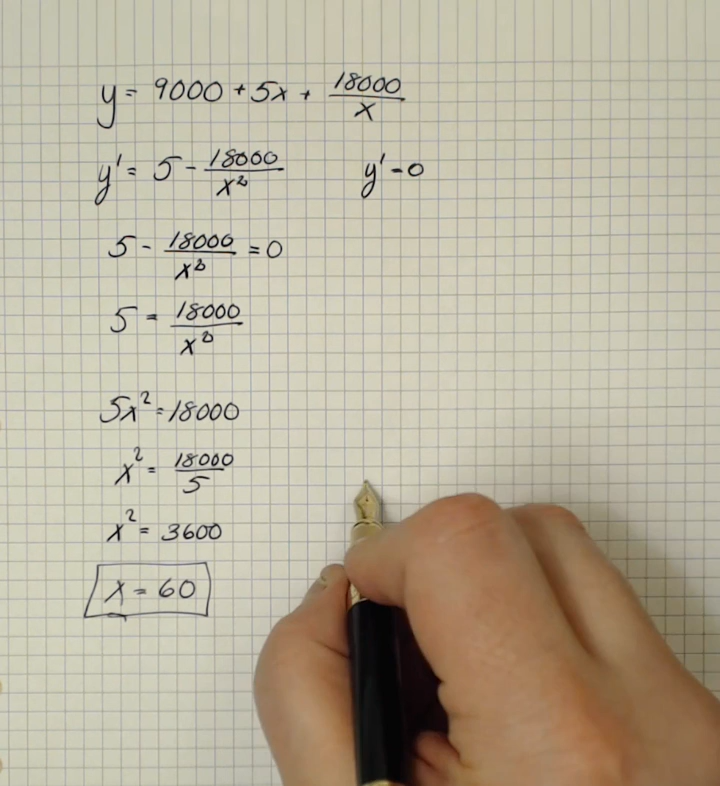 y = 9000 + 5x + 18000/x
y' = 5 - 18000/x² y' = 0
5 - 18000/x² = 0
5 = 18000/x²
5x² = 18000
x² = 18000/5
x² = 3600
x = 60